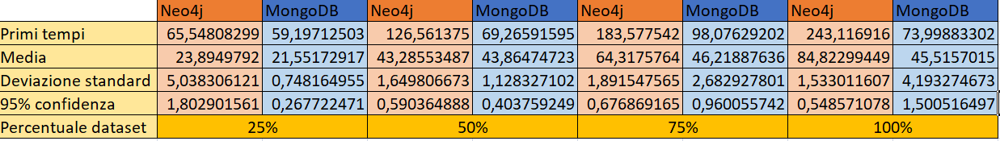 Neo4j MongoDB Neo4j MongoDB Neo4j MongoDB Neo4j MongoDB
Primi tempi 65,54808299 59,19712503 126,561375 69,26591595 183,577542 98,07629202 243,116916 73,99883302
Media 23,8949792 21,55172917 43,28553487 43,86474723 64,3175764 46,21887636 84,82299449 45,5157015
Deviazione standard 5,038306121 0,748164955 1,649806673 1,128327102 1,891547565 2,682927801 1,533011607 4,193274673
95% confidenza 1,802901561 0,267722471 0,590364888 0,403759249 0,676869165 0,960055742 0,548571078 1,500516497
Percentuale dataset 25% 50% 75% 100%